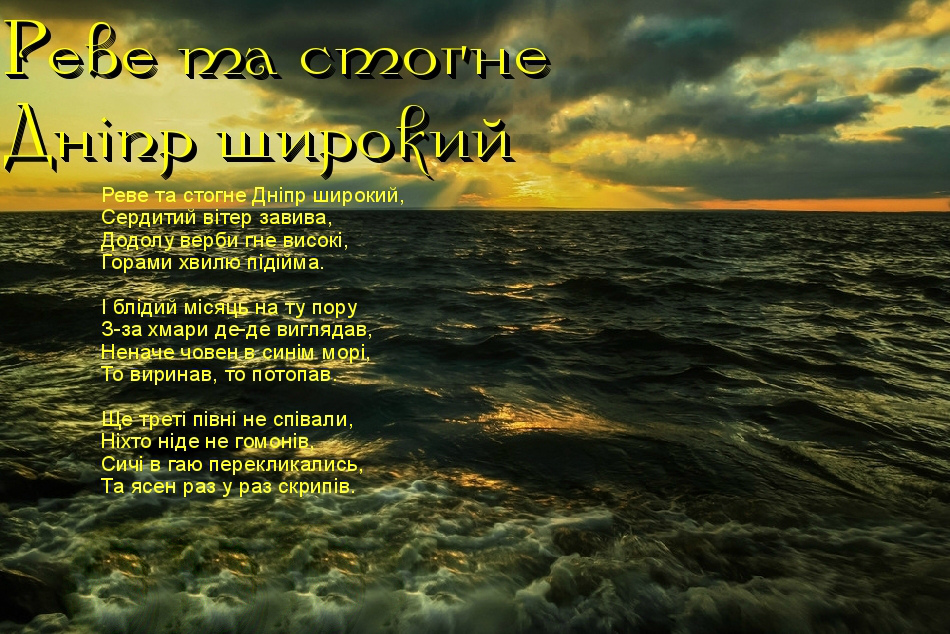 Реве та стогне
Дніпр широкий
Реве та стогне Дніпр широкий,
Сердитий вітер завива,
Додолу верби гне високі,
Горами хвилю підійма.
І блідий місяць на ту пору
З-за хмари де-де виглядав,
Неначе човен в синім морі,
То виринав, то потопав.
Ще треті півні не співали,
Ніхто ніде не гомонів,
Сичі в гаю перекликались,
Та ясен раз у раз скрипів.